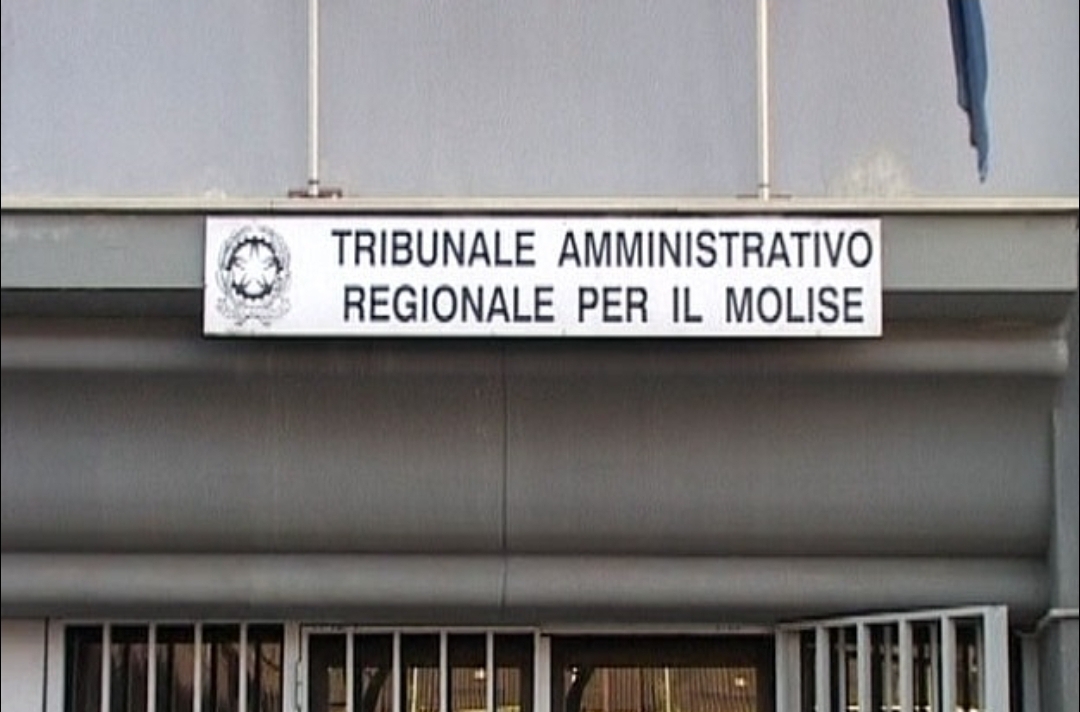 TRIBUNALE AMMINISTRATIVO
REGIONALE PER IL MOLISE